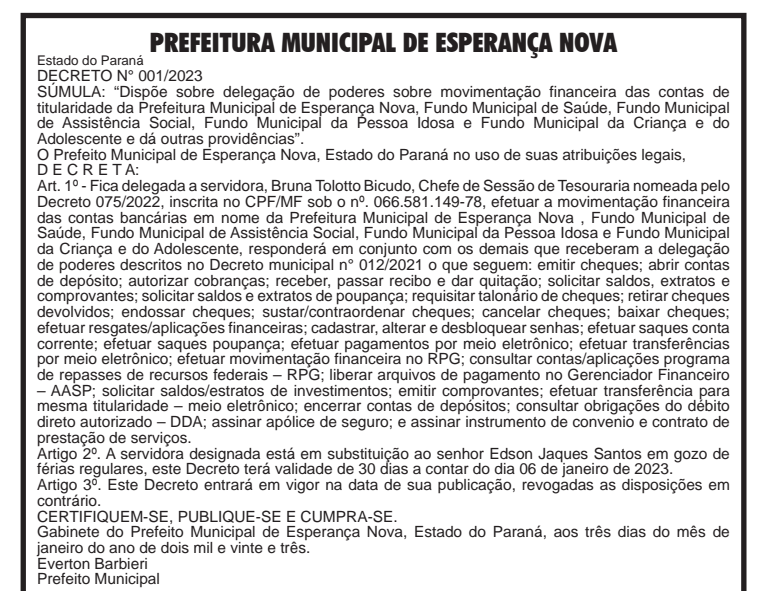 PREFEITURA MUNICIPAL DE ESPERANÇA NOVA
Estado do Paraná
DECRETO N° 001/2023
SÚMULA: “Dispõe sobre delegação de poderes sobre movimentação financeira das contas de
titularidade da Prefeitura Municipal de Esperança Nova, Fundo Municipal de Saúde, Fundo Municipal
de Assistência Social, Fundo Municipal da Pessoa Idosa e Fundo Municipal da Criança e do
Adolescente e dá outras providências”.
O Prefeito Municipal de Esperança Nova, Estado do Paraná no uso de suas atribuições legais,
D E C R E T A:
Art. 1º - Fica delegada a servidora, Bruna Tolotto Bicudo, Chefe de Sessão de Tesouraria nomeada pelo
Decreto 075/2022, inscrita no CPF/MF sob o nº. 066.581.149-78, efetuar a movimentação financeira
das contas bancárias em nome da Prefeitura Municipal de Esperança Nova , Fundo Municipal de
Saúde, Fundo Municipal de Assistência Social, Fundo Municipal da Pessoa Idosa e Fundo Municipal
da Criança e do Adolescente, responderá em conjunto com os demais que receberam a delegação
de poderes descritos no Decreto municipal n° 012/2021 o que seguem: emitir cheques; abrir contas
de depósito; autorizar cobranças; receber, passar recibo e dar quitação; solicitar saldos, extratos e
comprovantes; solicitar saldos e extratos de poupança; requisitar talonário de cheques; retirar cheques
devolvidos; endossar cheques; sustar/contraordenar cheques; cancelar cheques; baixar cheques;
efetuar resgates/aplicações financeiras; cadastrar, alterar e desbloquear senhas; efetuar saques conta
corrente; efetuar saques poupança; efetuar pagamentos por meio eletrônico; efetuar transferências
por meio eletrônico; efetuar movimentação financeira no RPG; consultar contas/aplicações programa
de repasses de recursos federais – RPG; liberar arquivos de pagamento no Gerenciador Financeiro
– AASP; solicitar saldos/estratos de investimentos; emitir comprovantes; efetuar transferência para
mesma titularidade – meio eletrônico; encerrar contas de depósitos; consultar obrigações do débito
direto autorizado – DDA; assinar apólice de seguro; e assinar instrumento de convenio e contrato de
prestação de serviços.
Artigo 2º. A servidora designada está em substituição ao senhor Edson Jaques Santos em gozo de
férias regulares, este Decreto terá validade de 30 dias a contar do dia 06 de janeiro de 2023.
Artigo 3º. Este Decreto entrará em vigor na data de sua publicação, revogadas as disposições em
contrário.
CERTIFIQUEM-SE, PUBLIQUE-SE E CUMPRA-SE.
Gabinete do Prefeito Municipal de Esperança Nova, Estado do Paraná, aos três dias do mês de
janeiro do ano de dois mil e vinte e três.
Everton Barbieri
Prefeito Municipal